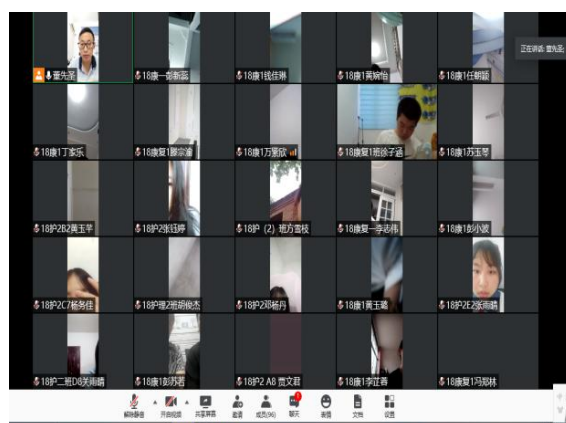 正在讲话: 董先圣;
董先圣
18康一彭新蕊
18康1钱佳琳
18康1黄婉怡
18康1任朝颖
18康1丁家乐
18康复1滕宗渝
18康1万紫欣
18康复1班徐子涵
18康1苏玉琴
18护2B2黄玉芊
18护2张钰婷
18护（2）班方雪枝
18康复一李志伟
18康1彭小波
18护2C7杨务佳
18护理2班胡俊杰
18护2邓杨丹
18康1黄玉璐
18护2E2张雨晴
18护二班D8关雨晴
18康1彭苏若
18护2 A8 贾文君
18康1李芷蓉
18康复1冯郑林
解除静音
开启视频
共享屏幕
邀请
成员(96)
聊天
表情
文档
设置